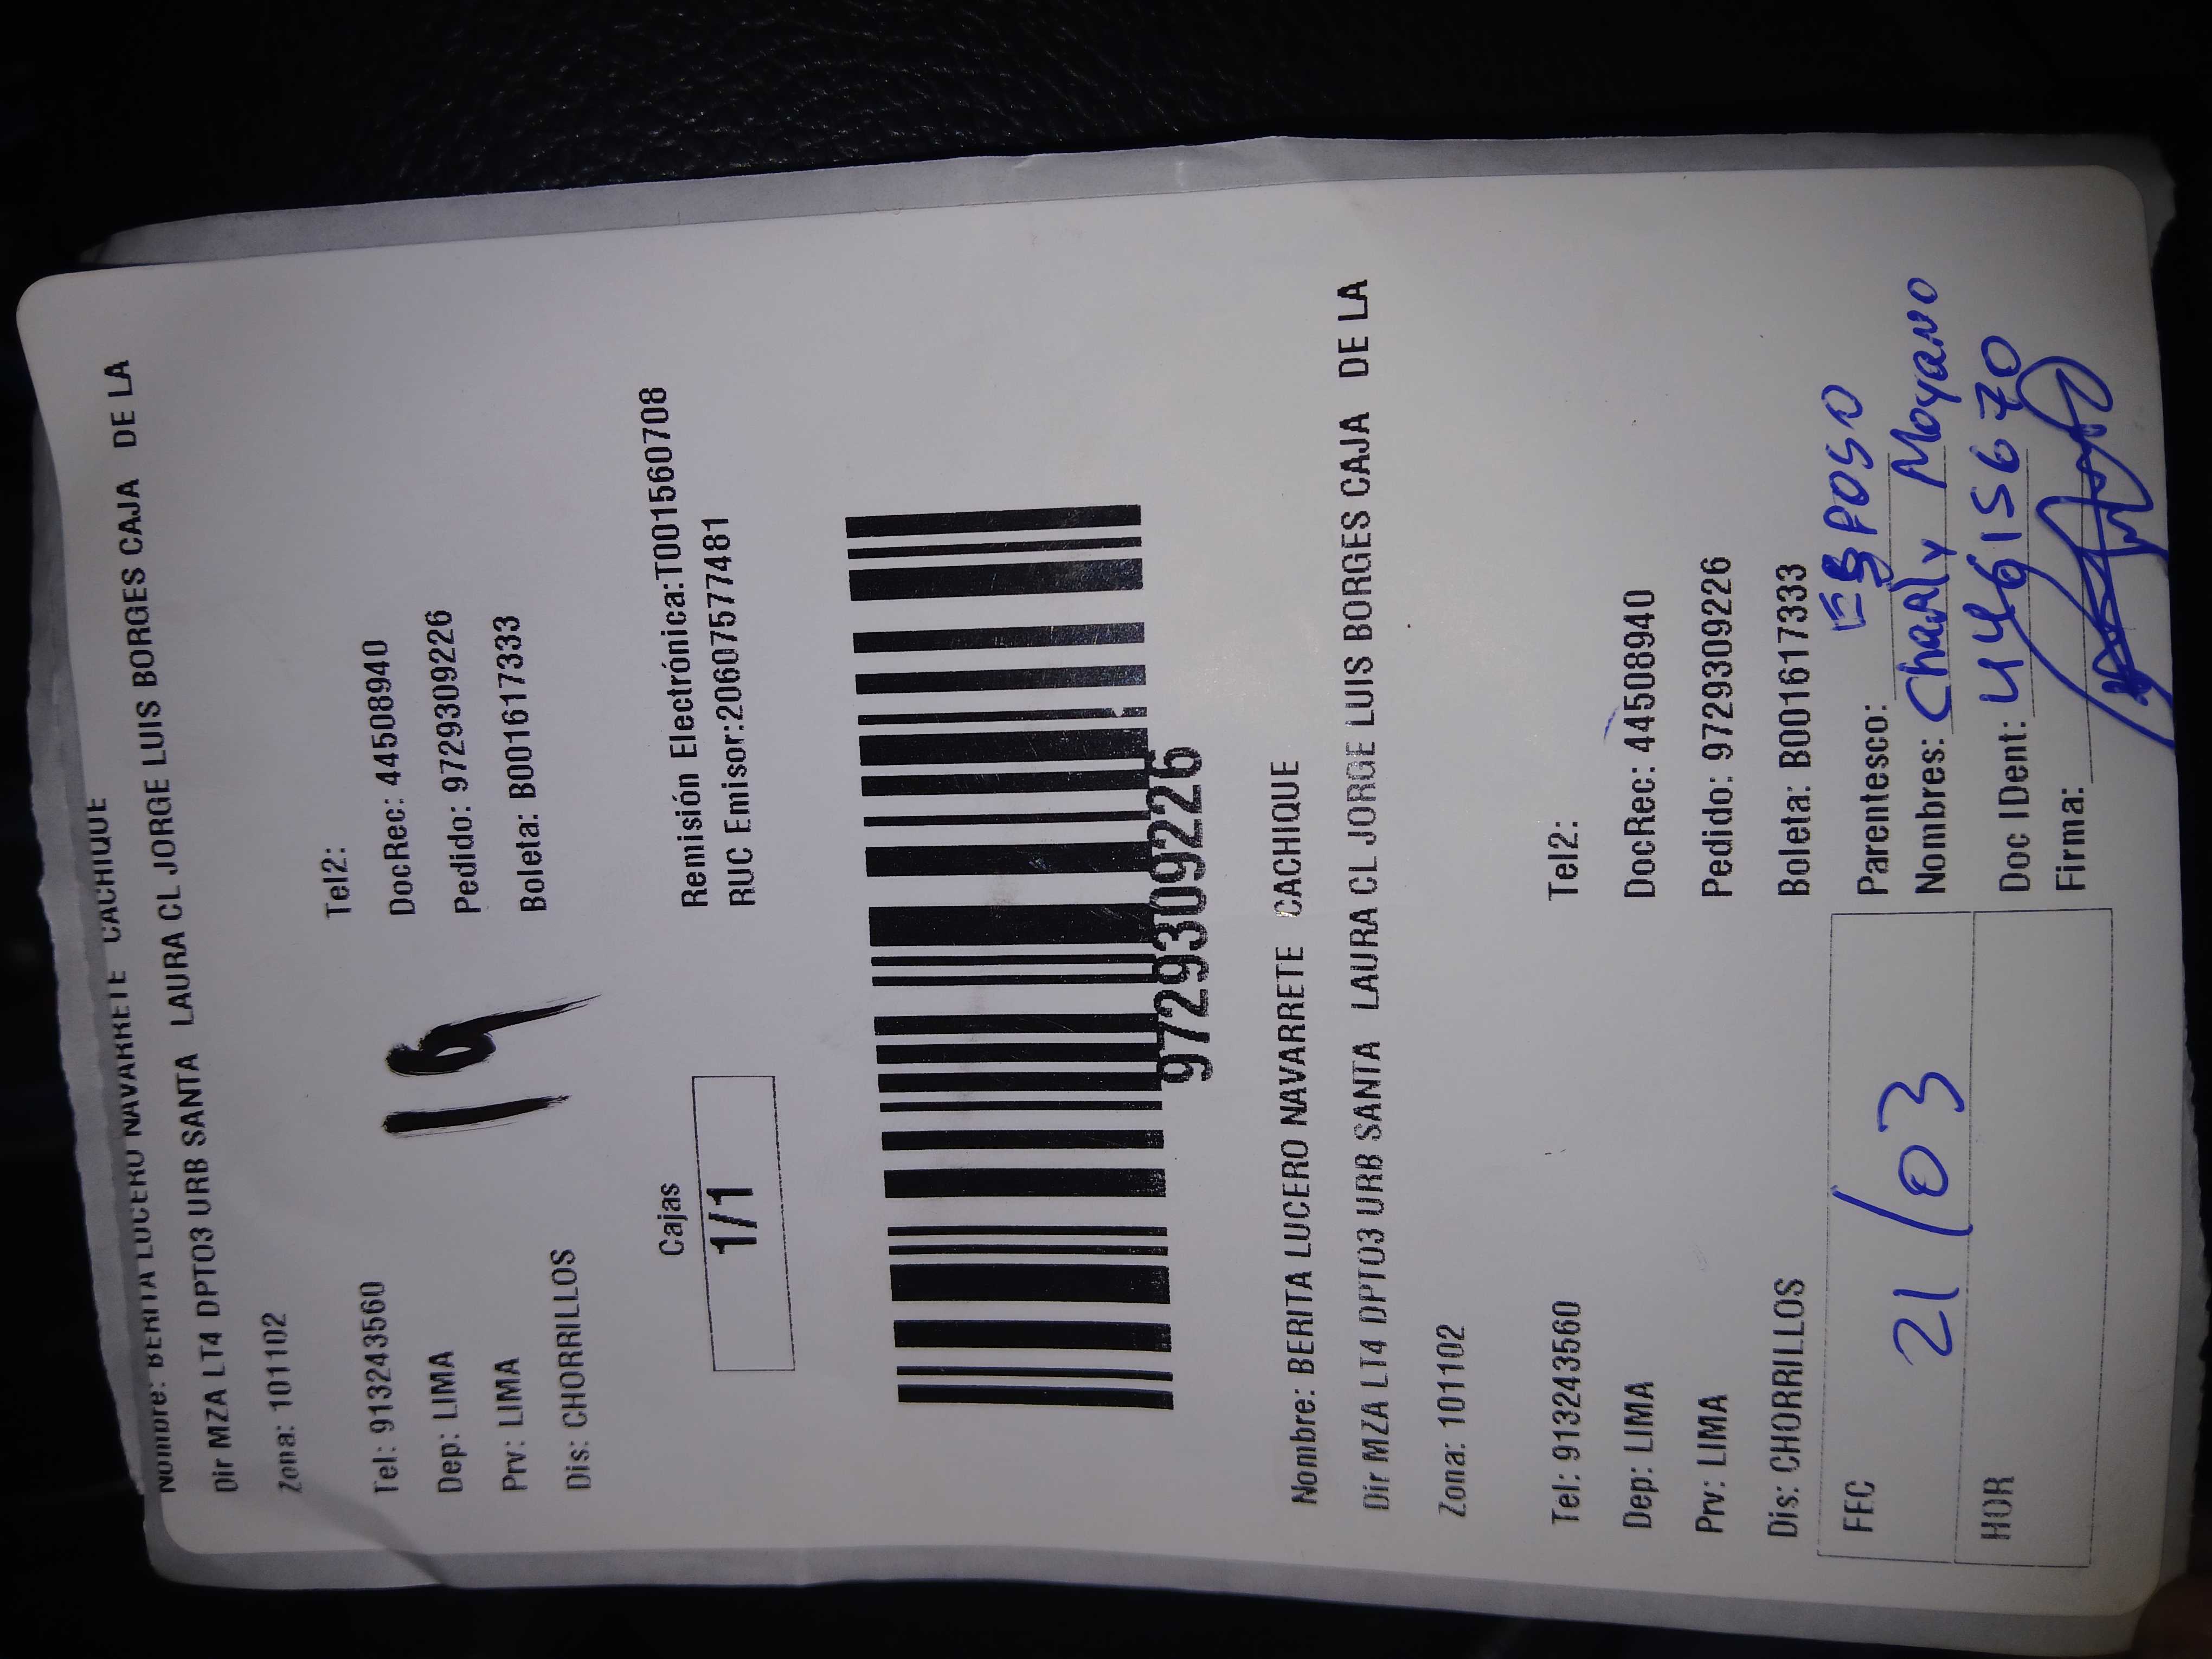 Nombre: BERITA LUCERO NAVARRETE CACHIQUE
Dir MZA LT4 DPTO3 URB SANTA LAURA CL JORGE LUIS BORGES CAJA DE LA
Zona: 101102
Tel: 913243560 Tel2:
Dep: LIMA DocRec: 44508940
Prv: LIMA Pedido: 9729309226
Dis: CHORRILLOS Boleta: B001617333
19
Cajas Remisión Electrónica:T001560708
1/1 RUC Emisor:20607577481
9729309226
Nombre: BERITA LUCERO NAVARRETE CACHIQUE
Dir MZA LT4 DPTO3 URB SANTA LAURA CL JORGE LUIS BORGES CAJA DE LA
Zona: 101102
Tel: 913243560 Tel2:
Dep: LIMA DocRec: 44508940
Prv: LIMA Pedido: 9729309226
Dis: CHORRILLOS Boleta: B001617333
FEC 21/03 Parentesco: ESPOSO
Nombres: Charly Moyano
HOR Doc IDent: 44615670
Firma: